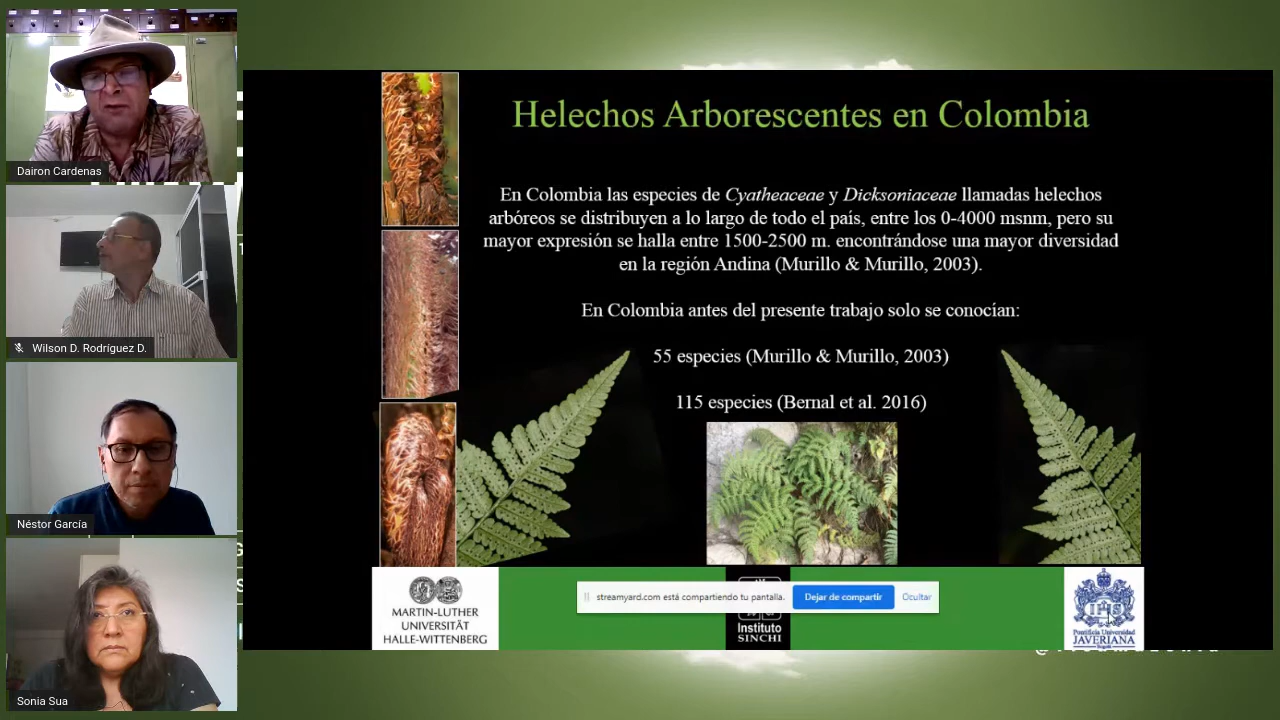 Dairon Cardenas
Wilson D. Rodríguez D.
Néstor García
Sonia Sua
Helechos Arborescentes en Colombia
En Colombia las especies de Cyatheaceae y Dicksoniaceae llamadas helechos
arbóreos se distribuyen a lo largo de todo el país, entre los 0-4000 msnm, pero su
mayor expresión se halla entre 1500-2500 m. encontrándose una mayor diversidad
en la región Andina (Murillo & Murillo, 2003).
En Colombia antes del presente trabajo solo se conocían:
55 especies (Murillo & Murillo, 2003)
115 especies (Bernal et al. 2016)
MARTIN-LUTHER
UNIVERSITÄT
HALLE-WITTENBERG
streamyard.com está compartiendo tu pantalla.
Dejar de compartir
Ocultar
Instituto
SINCHI
IHS
Pontificia Universidad
JAVERIANA
Bogotá